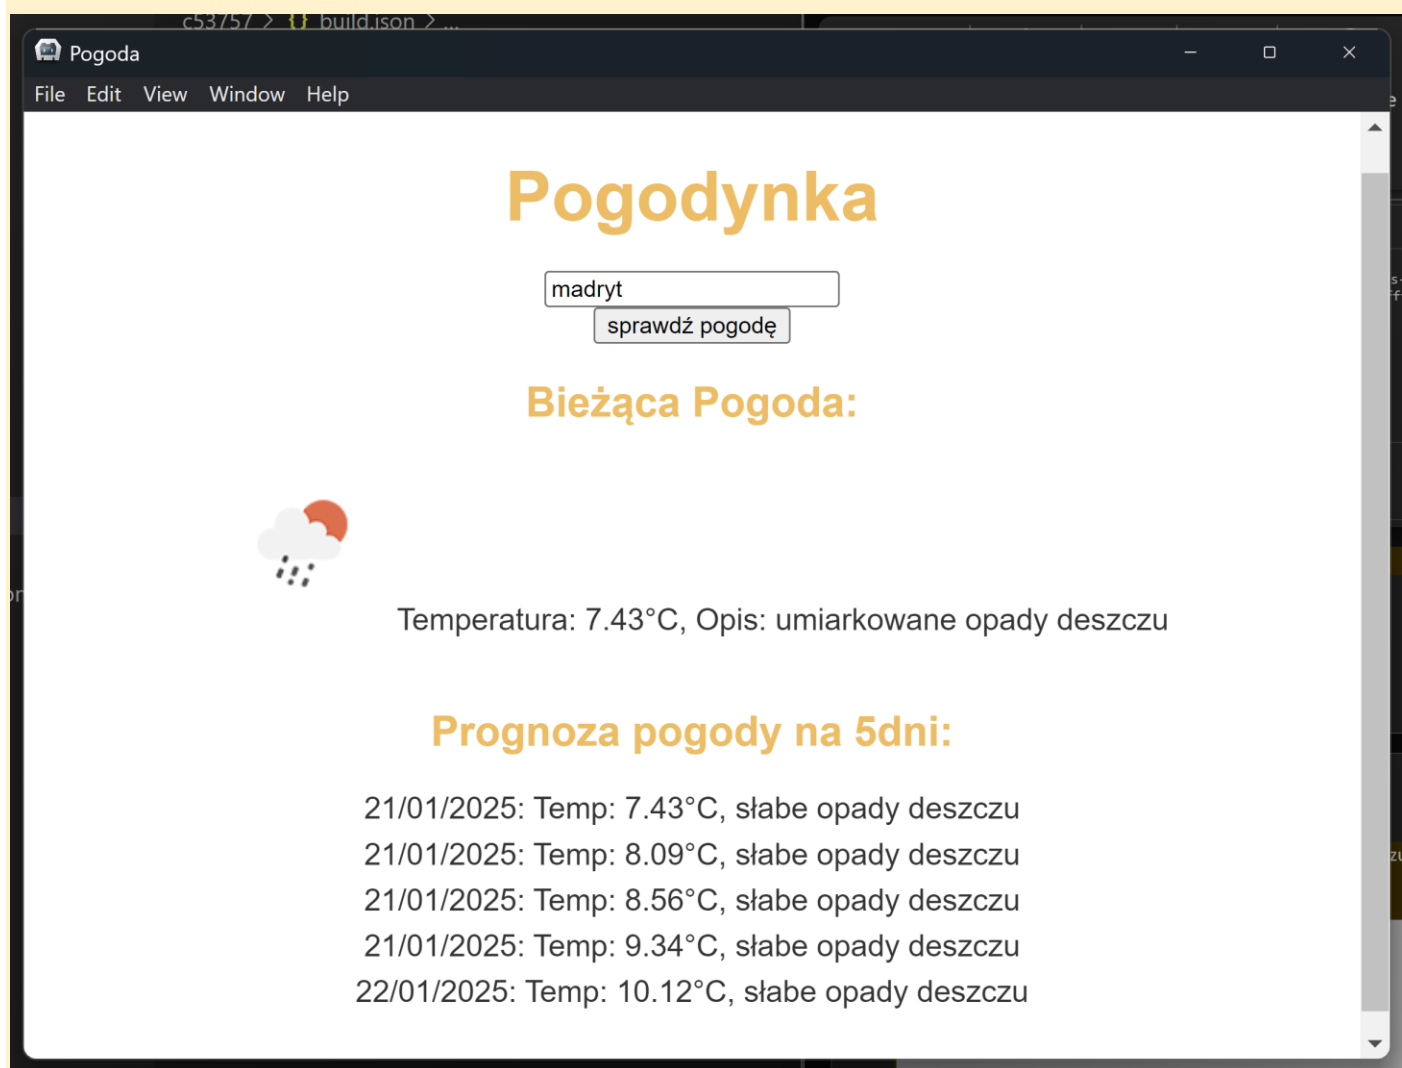 c53757 > {} build.json > ...
Pogoda
File Edit View Window Help
Pogodynka
madryt
sprawdź pogodę
Bieżąca Pogoda:
Temperatura: 7.43°C, Opis: umiarkowane opady deszczu
Prognoza pogody na 5dni:
21/01/2025: Temp: 7.43°C, słabe opady deszczu
21/01/2025: Temp: 8.09°C, słabe opady deszczu
21/01/2025: Temp: 8.56°C, słabe opady deszczu
21/01/2025: Temp: 9.34°C, słabe opady deszczu
22/01/2025: Temp: 10.12°C, słabe opady deszczu